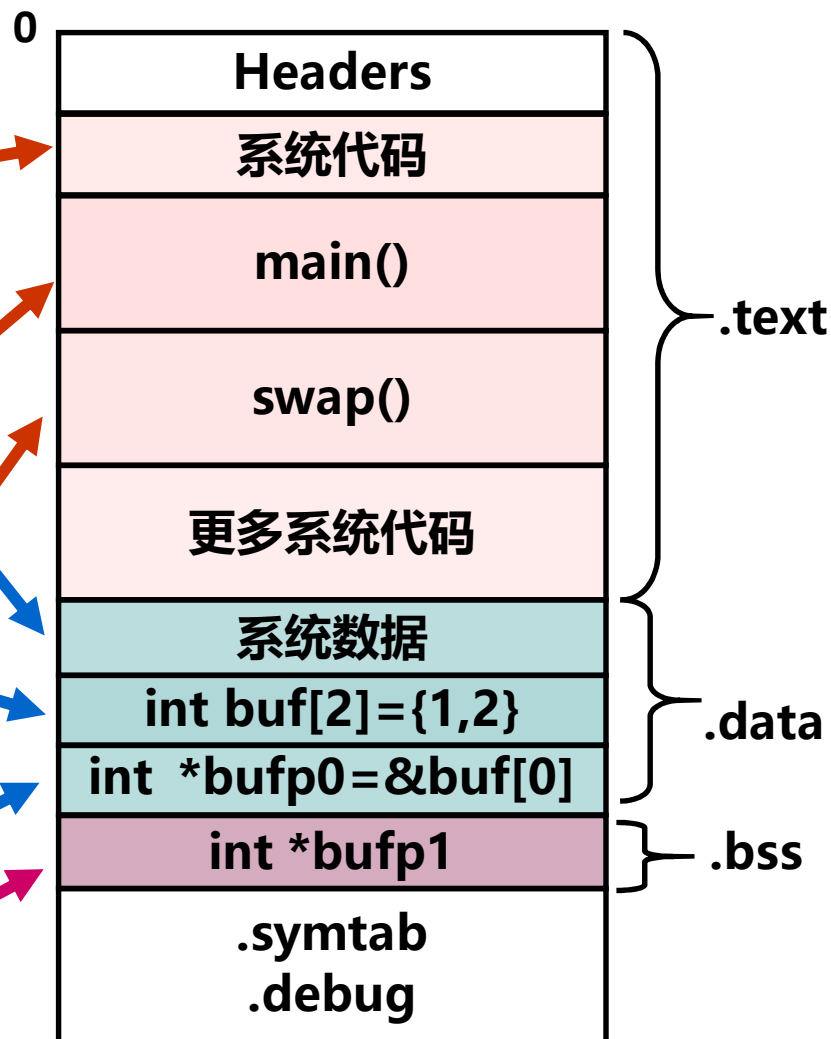 0
Headers
系统代码
main()
.text
swap()
更多系统代码
系统数据
int buf[2]={1,2}
.data
int *bufp0=&buf[0]
int *bufp1
.bss
.symtab
.debug